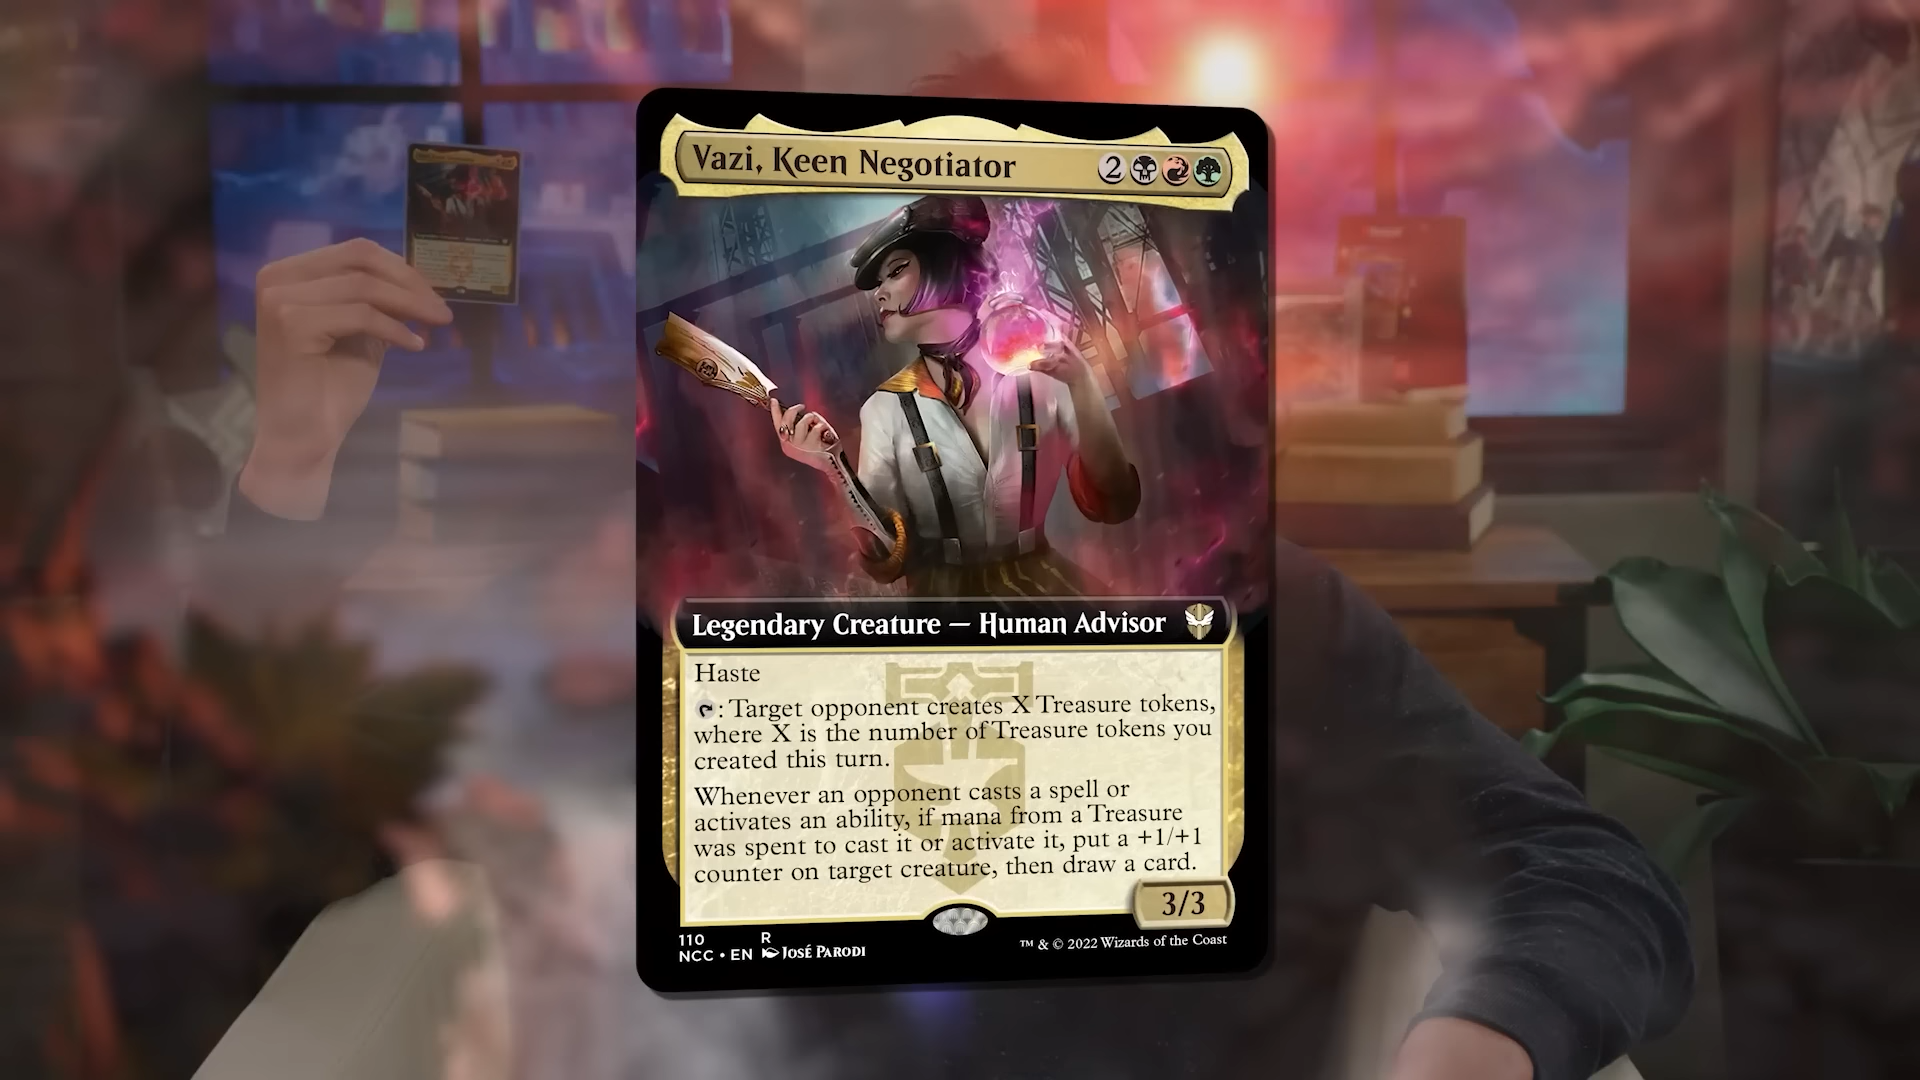 Vazi, Keen Negotiator 2
Legendary Creature — Human Advisor
Haste
: Target opponent creates X Treasure tokens,
where X is the number of Treasure tokens you
created this turn.
Whenever an opponent casts a spell or
activates an ability, if mana from a Treasure
was spent to cast it or activate it, put a +1/+1
counter on target creature, then draw a card.
3/3
110 R
NCC • EN JOSÉ PARODI
™ & © 2022 Wizards of the Coast